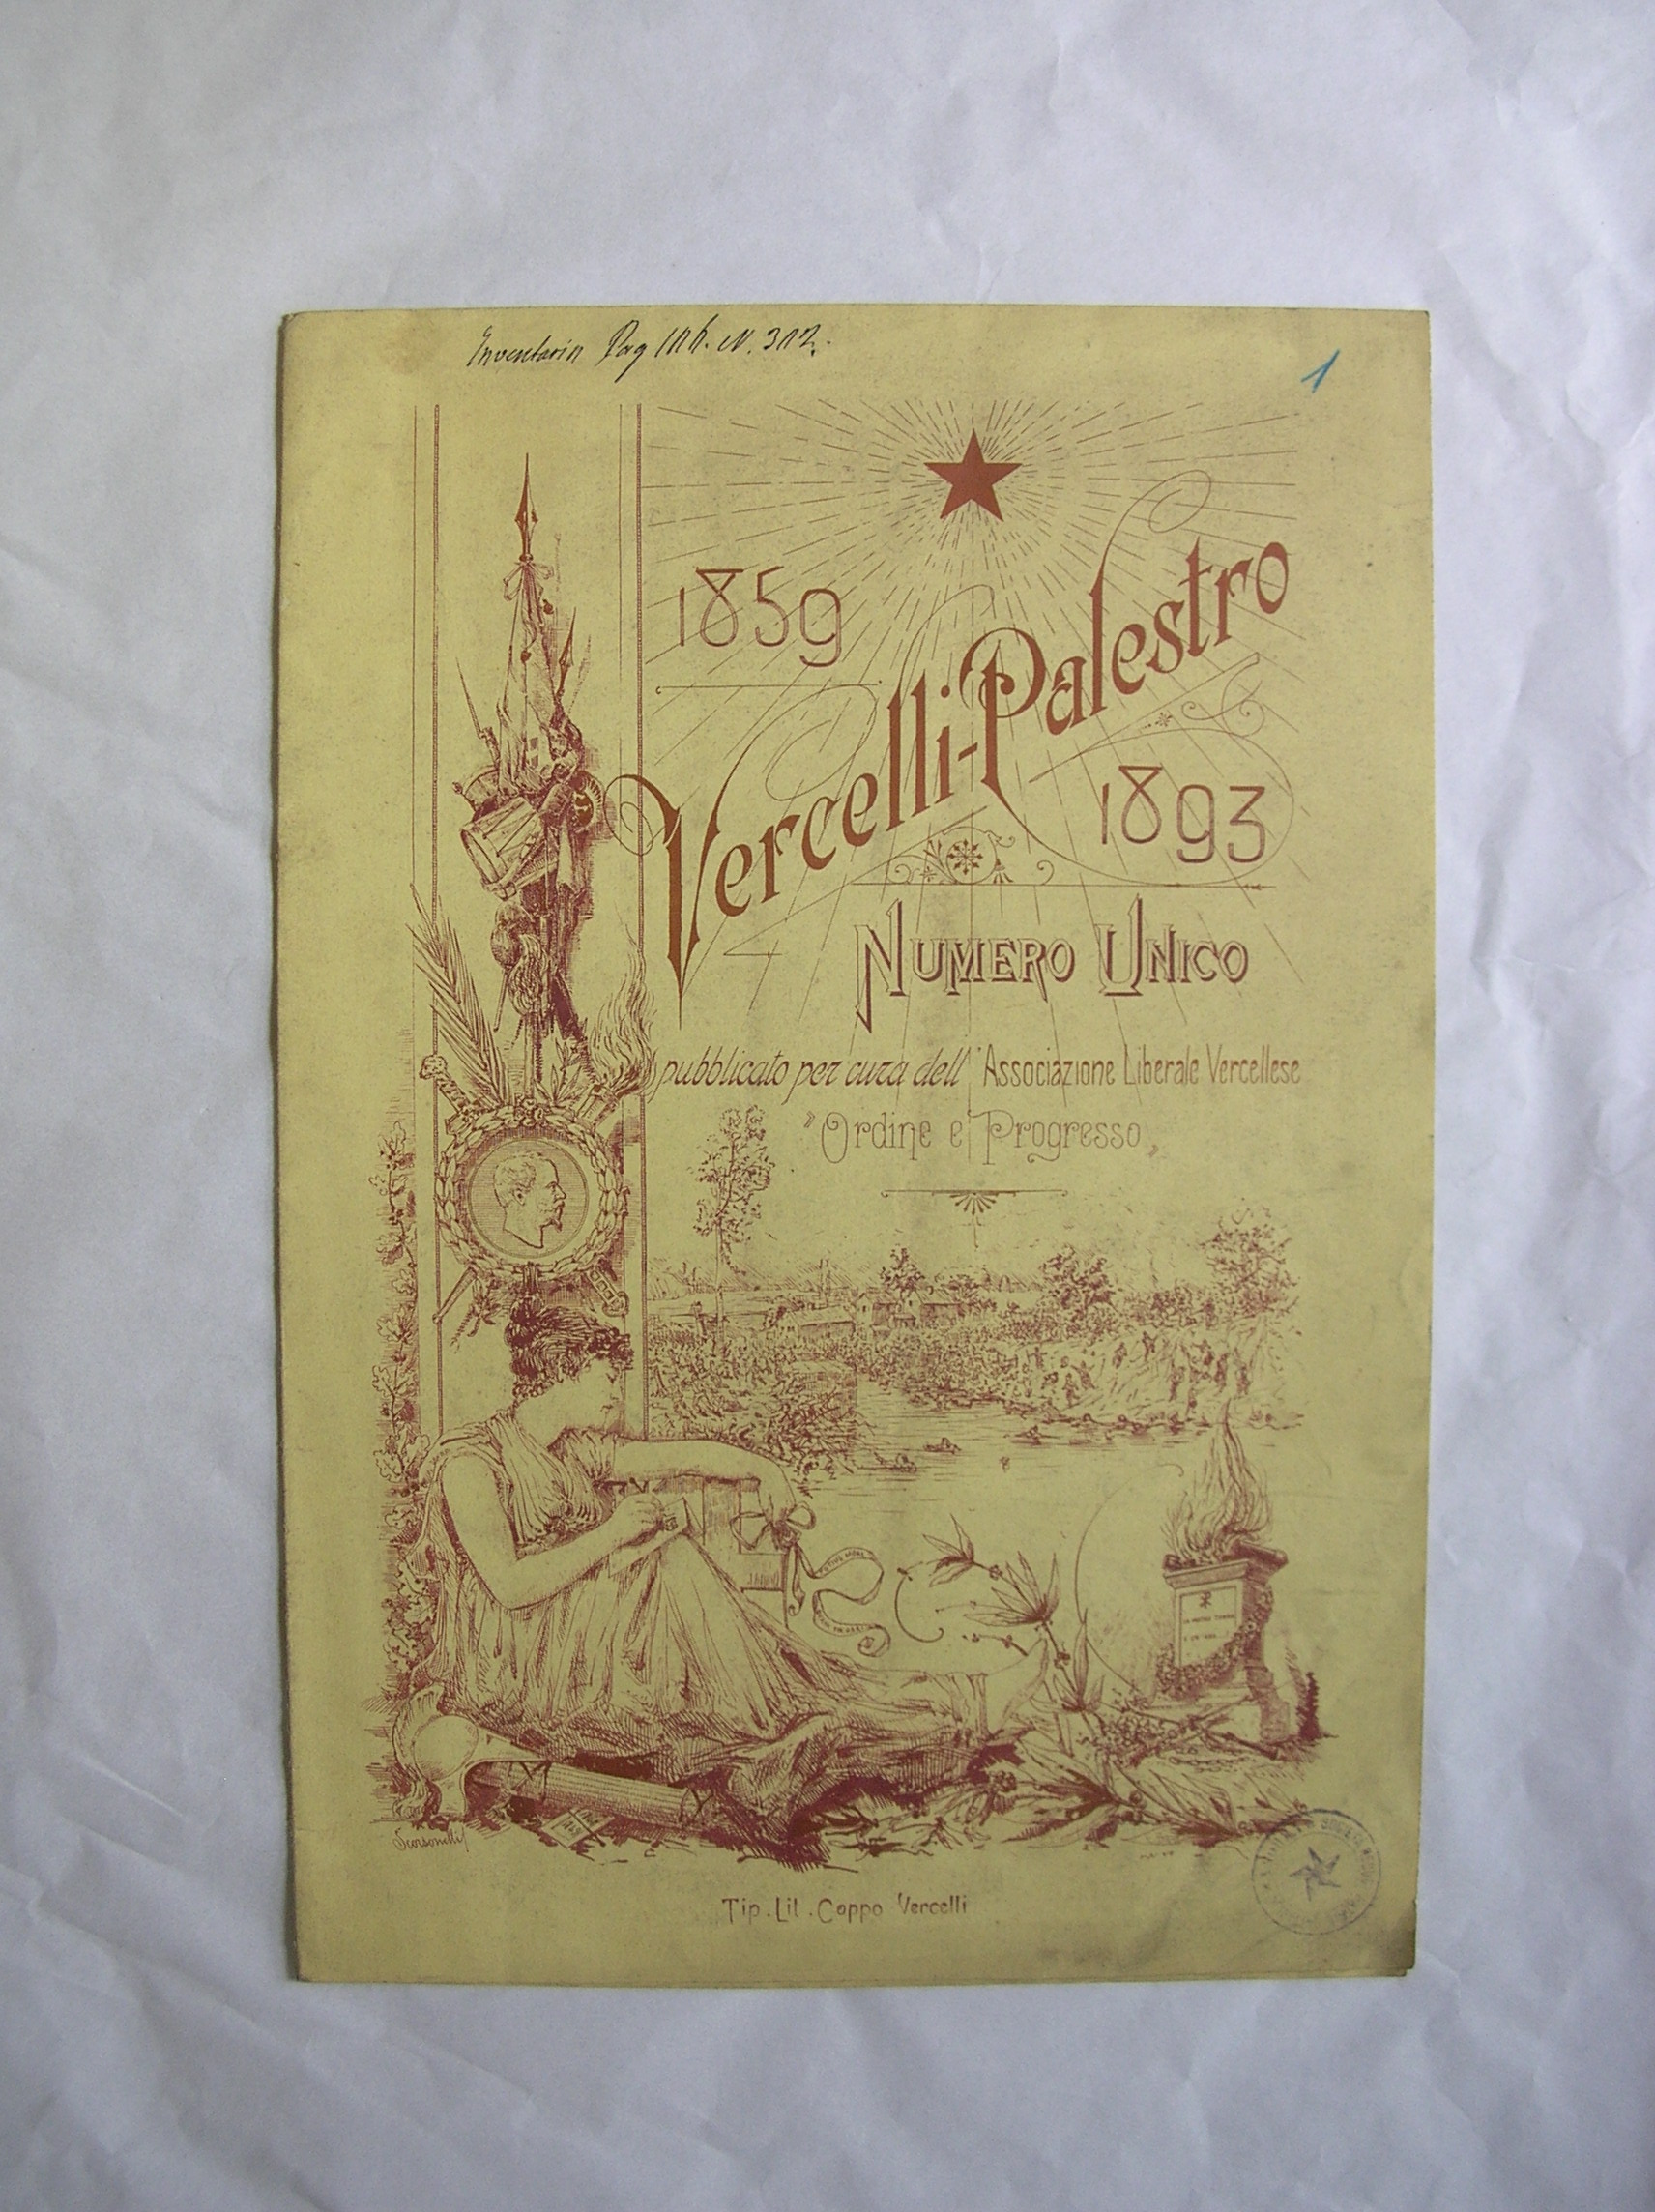 Inventario Pag 116. N. 312.
1
1859
Vercelli-Palestro
1893
NUMERO UNICO
pubblicato per cura dell' Associazione Liberale Vercellese
"Ordine e Progresso„
Tip. Lit. Coppo Vercelli